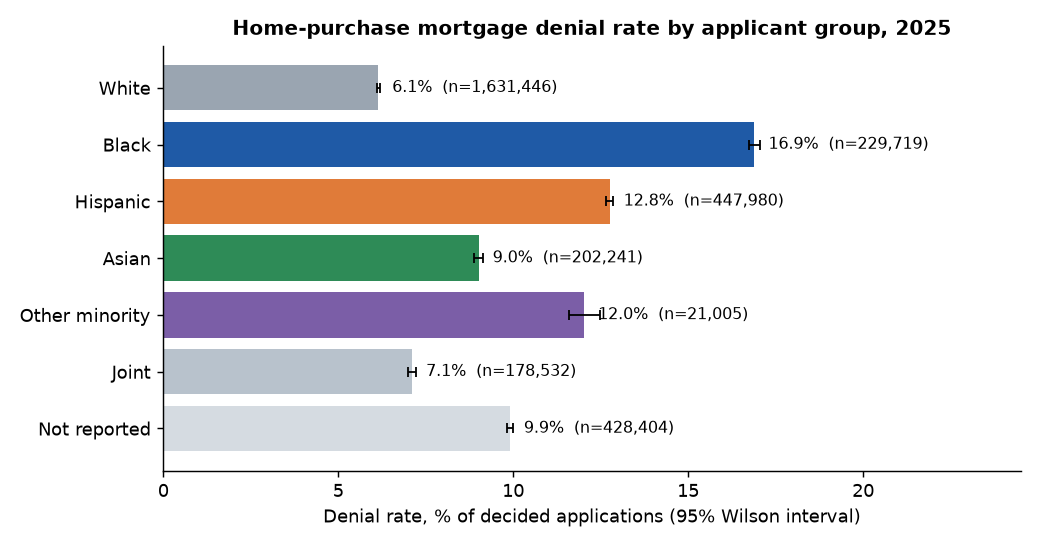 Home-purchase mortgage denial rate by applicant group, 2025
White 6.1% (n=1,631,446)
Black 16.9% (n=229,719)
Hispanic 12.8% (n=447,980)
Asian 9.0% (n=202,241)
Other minority 12.0% (n=21,005)
Joint 7.1% (n=178,532)
Not reported 9.9% (n=428,404)
0 5 10 15 20
Denial rate, % of decided applications (95% Wilson interval)